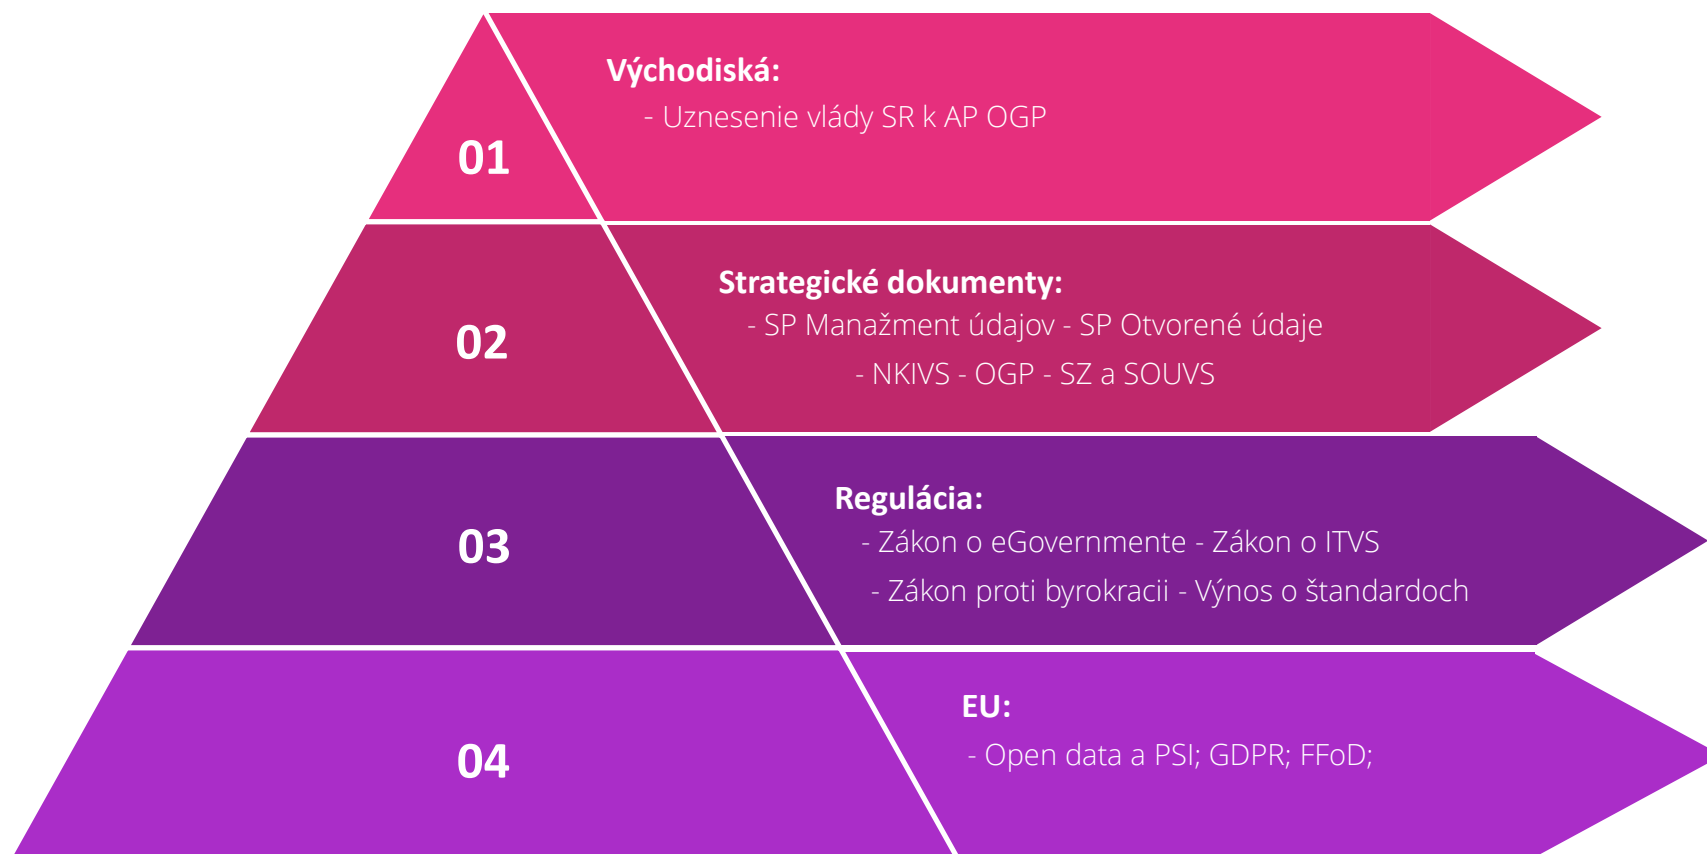 01
Východiská:
- Uznesenie vlády SR k AP OGP
02
Strategické dokumenty:
- SP Manažment údajov - SP Otvorené údaje
- NKIVS - OGP - SZ a SOUVS
03
Regulácia:
- Zákon o eGovernmente - Zákon o ITVS
- Zákon proti byrokracii - Výnos o štandardoch
04
EU:
- Open data a PSI; GDPR; FFoD;